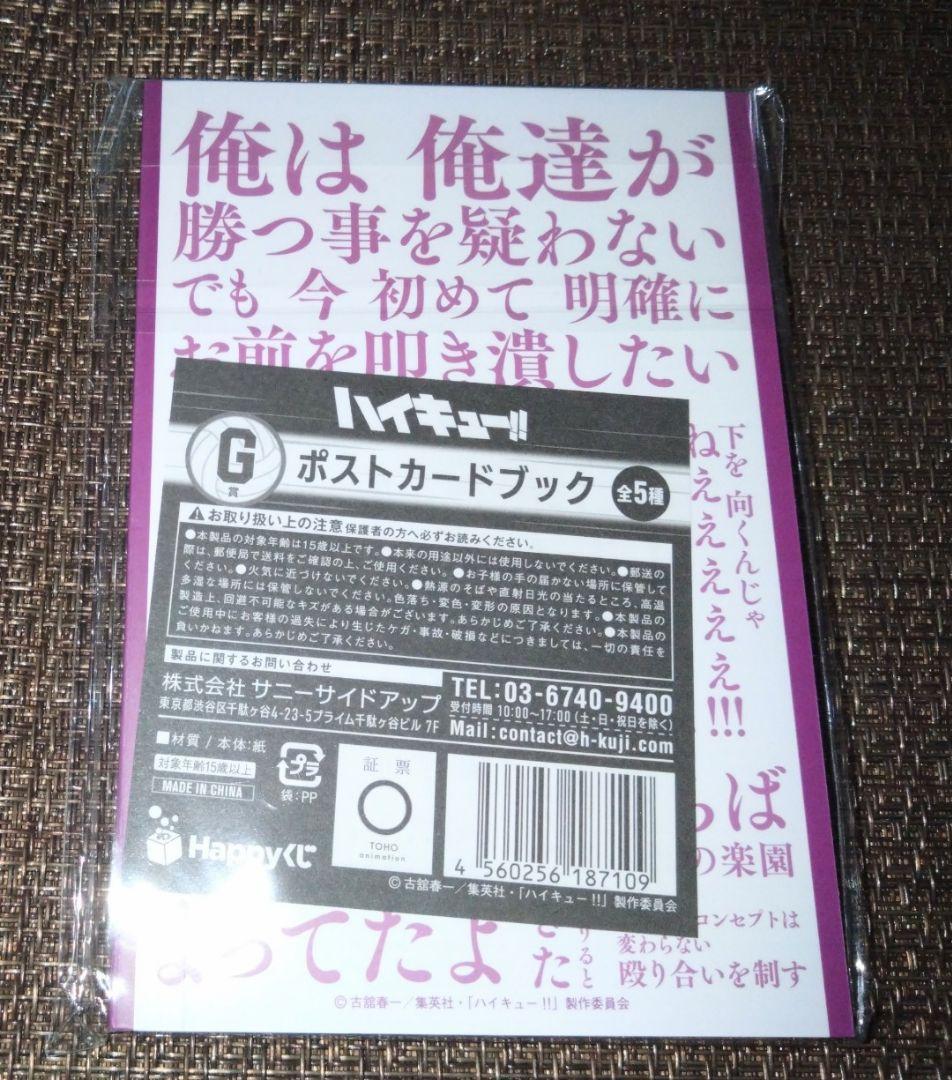 俺は 俺達が
勝つ事を疑わない
でも 今 初めて 明確に
お前を叩き潰したい
下を 向くんじゃ
ねぇぇぇぇぇ!!!
ハイキュー!!
G賞
ポストカードブック 全5種
⚠お取り扱い上の注意 保護者の方へ必ずお読みください。
●本製品の対象年齢は15歳以上です。●本来の用途以外には使用しないでください。●郵送の
際は、郵便局で送料をご確認の上、ご使用ください。●お子様の手の届かない場所に保管して
ください。●火気に近づけないでください。●熱源のそばや直射日光の当たるところ、高温
多湿な場所には保管しないでください。色落ち・変色・変形の原因となります。●本製品の
製造上、回避不可能なキズがある場合がございます。あらかじめご了承ください。●本製品の
ご使用中にお客様の過失により生じたケガ・事故・破損などにつきましては、一切の責任を
負いかねます。あらかじめご了承ください。
製品に関するお問い合わせ
株式会社 サニーサイドアップ
東京都渋谷区千駄ヶ谷4-23-5プライム千駄ヶ谷ビル 7F
TEL:03-6740-9400
受付時間 10:00～17:00(土・日・祝日を除く)
Mail:contact@h-kuji.com
■材質 / 本体:紙
対象年齢15歳以上
MADE IN CHINA
プラ
袋:PP
証票
TOHO
animation
4 560256 187109
Happyくじ
©古舘春一／集英社・「ハイキュー!!」製作委員会
ば
の楽園
ってたよ
りると
た
コンセプトは
変わらない
殴り合いを制す
©古舘春一／集英社・「ハイキュー!!」製作委員会